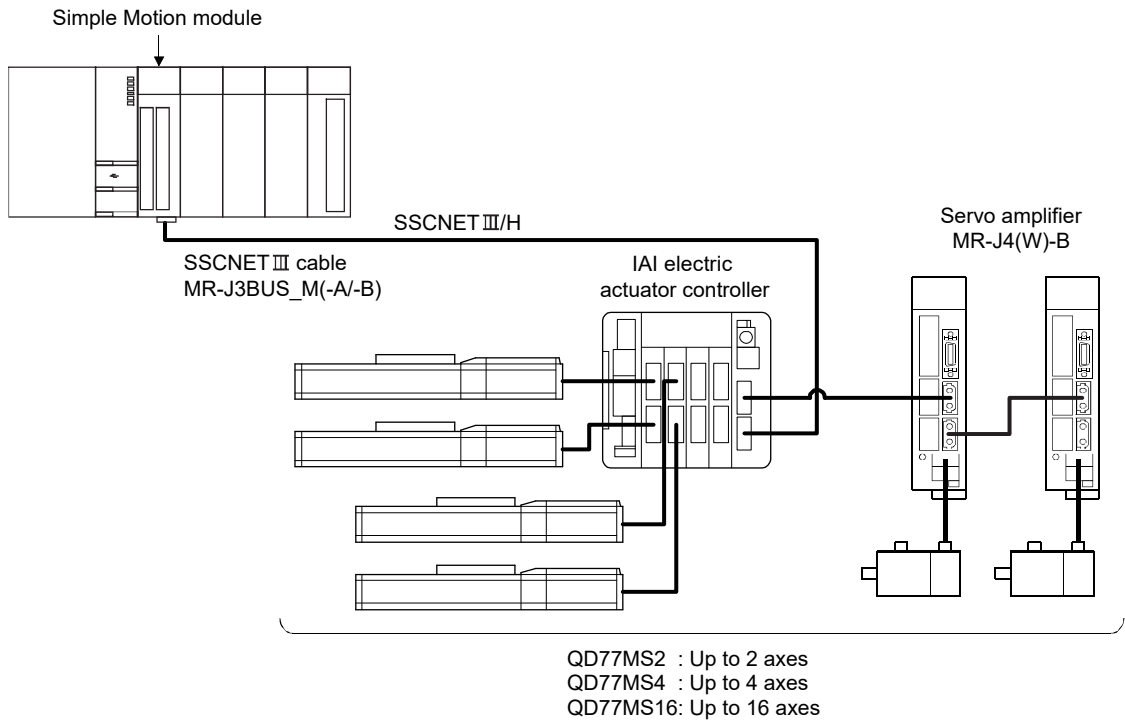 Simple Motion module
SSCNETⅢ/H
SSCNETⅢ cable
MR-J3BUS_M(-A/-B)
IAI electric
actuator controller
Servo amplifier
MR-J4(W)-B
QD77MS2 : Up to 2 axes
QD77MS4 : Up to 4 axes
QD77MS16: Up to 16 axes